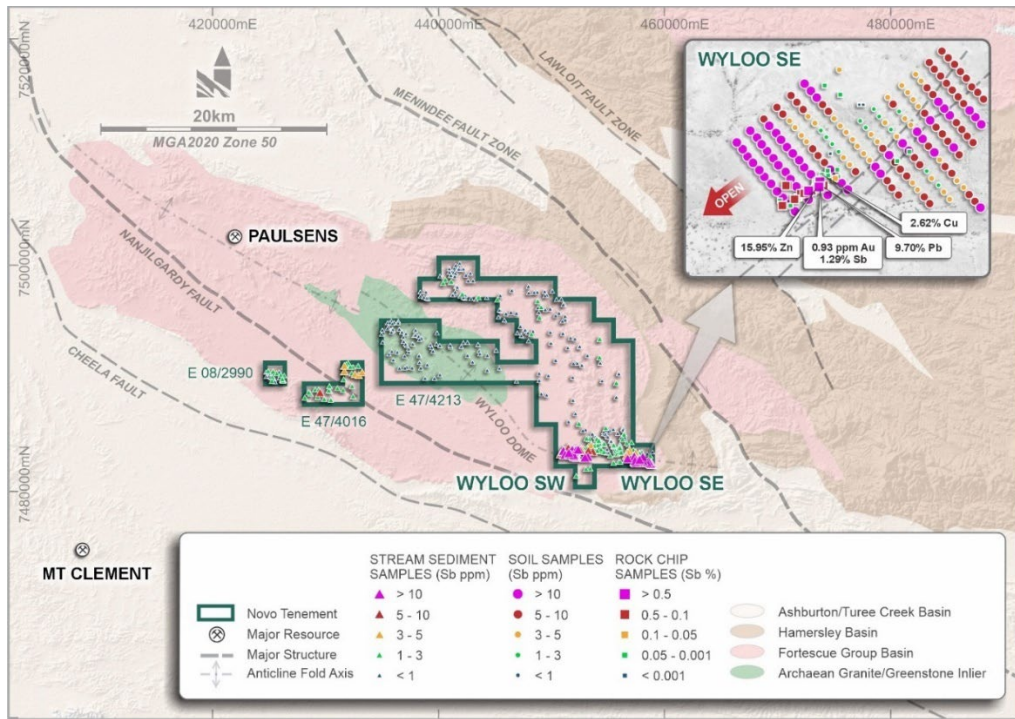 420000mE
440000mE
460000mE
480000mE
7520000mN
7500000mN
7480000mN
20km
MGA2020 Zone 50
LAWLOIT FAULT ZONE
MENINDEE FAULT ZONE
NANJILGARDY FAULT
CHEELA FAULT
PAULSENS
WYLOO SE
OPEN
2.62% Cu
15.95% Zn
0.93 ppm Au
1.29% Sb
9.70% Pb
E 08/2990
E 47/4016
E 47/4213
WYLOO DOME
WYLOO SW
WYLOO SE
MT CLEMENT
Novo Tenement
Major Resource
Major Structure
Anticline Fold Axis
STREAM SEDIMENT
SAMPLES (Sb ppm)
> 10
5 - 10
3 - 5
1 - 3
< 1
SOIL SAMPLES
(Sb ppm)
> 10
5 - 10
3 - 5
1 - 3
< 1
ROCK CHIP
SAMPLES (Sb %)
> 0.5
0.5 - 0.1
0.1 - 0.05
0.05 - 0.001
< 0.001
Ashburton/Turee Creek Basin
Hamersley Basin
Fortescue Group Basin
Archaean Granite/Greenstone Inlier